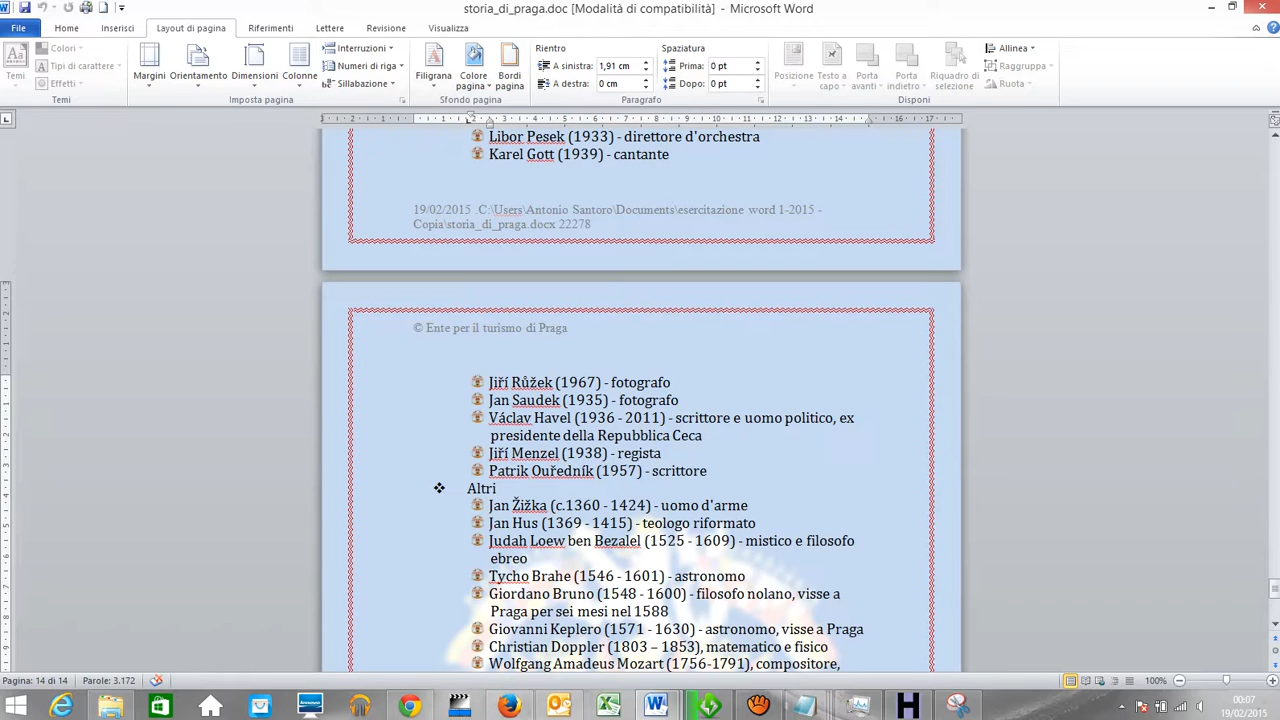 storia_di_praga.doc [Modalità di compatibilità] - Microsoft Word
File Home Inserisci Layout di pagina Riferimenti Lettere Revisione Visualizza
Colori Interruzioni Rientro Spaziatura Allinea
Tipi di carattere Numeri di riga A sinistra: 1,91 cm Prima: 0 pt Raggruppa
Effetti Sillabazione A destra: 0 cm Dopo: 0 pt Ruota
Temi Margini Orientamento Dimensioni Colonne Filigrana Colore pagina Bordi pagina Posizione Testo a capo Porta avanti Porta indietro Riquadro di selezione
Temi Imposta pagina Sfondo pagina Paragrafo Disponi
Libor Pesek (1933) - direttore d'orchestra
Karel Gott (1939) - cantante
19/02/2015 .C:\Users\Antonio Santoro\Documents\esercitazione word 1-2015 -
Copia\storia_di_praga.docx 22278
© Ente per il turismo di Praga
Jiří Růžek (1967) - fotografo
Jan Saudek (1935) - fotografo
Václav Havel (1936 - 2011) - scrittore e uomo politico, ex
presidente della Repubblica Ceca
Jiří Menzel (1938) - regista
Patrik Ouředník (1957) - scrittore
Altri
Jan Žižka (c.1360 - 1424) - uomo d'arme
Jan Hus (1369 - 1415) - teologo riformato
Judah Loew ben Bezalel (1525 - 1609) - mistico e filosofo
ebreo
Tycho Brahe (1546 - 1601) - astronomo
Giordano Bruno (1548 - 1600) - filosofo nolano, visse a
Praga per sei mesi nel 1588
Giovanni Keplero (1571 - 1630) - astronomo, visse a Praga
Christian Doppler (1803 – 1853), matematico e fisico
Wolfgang Amadeus Mozart (1756-1791), compositore,
Pagina: 14 di 14 Parole: 3.172 100%
00:07
19/02/2015